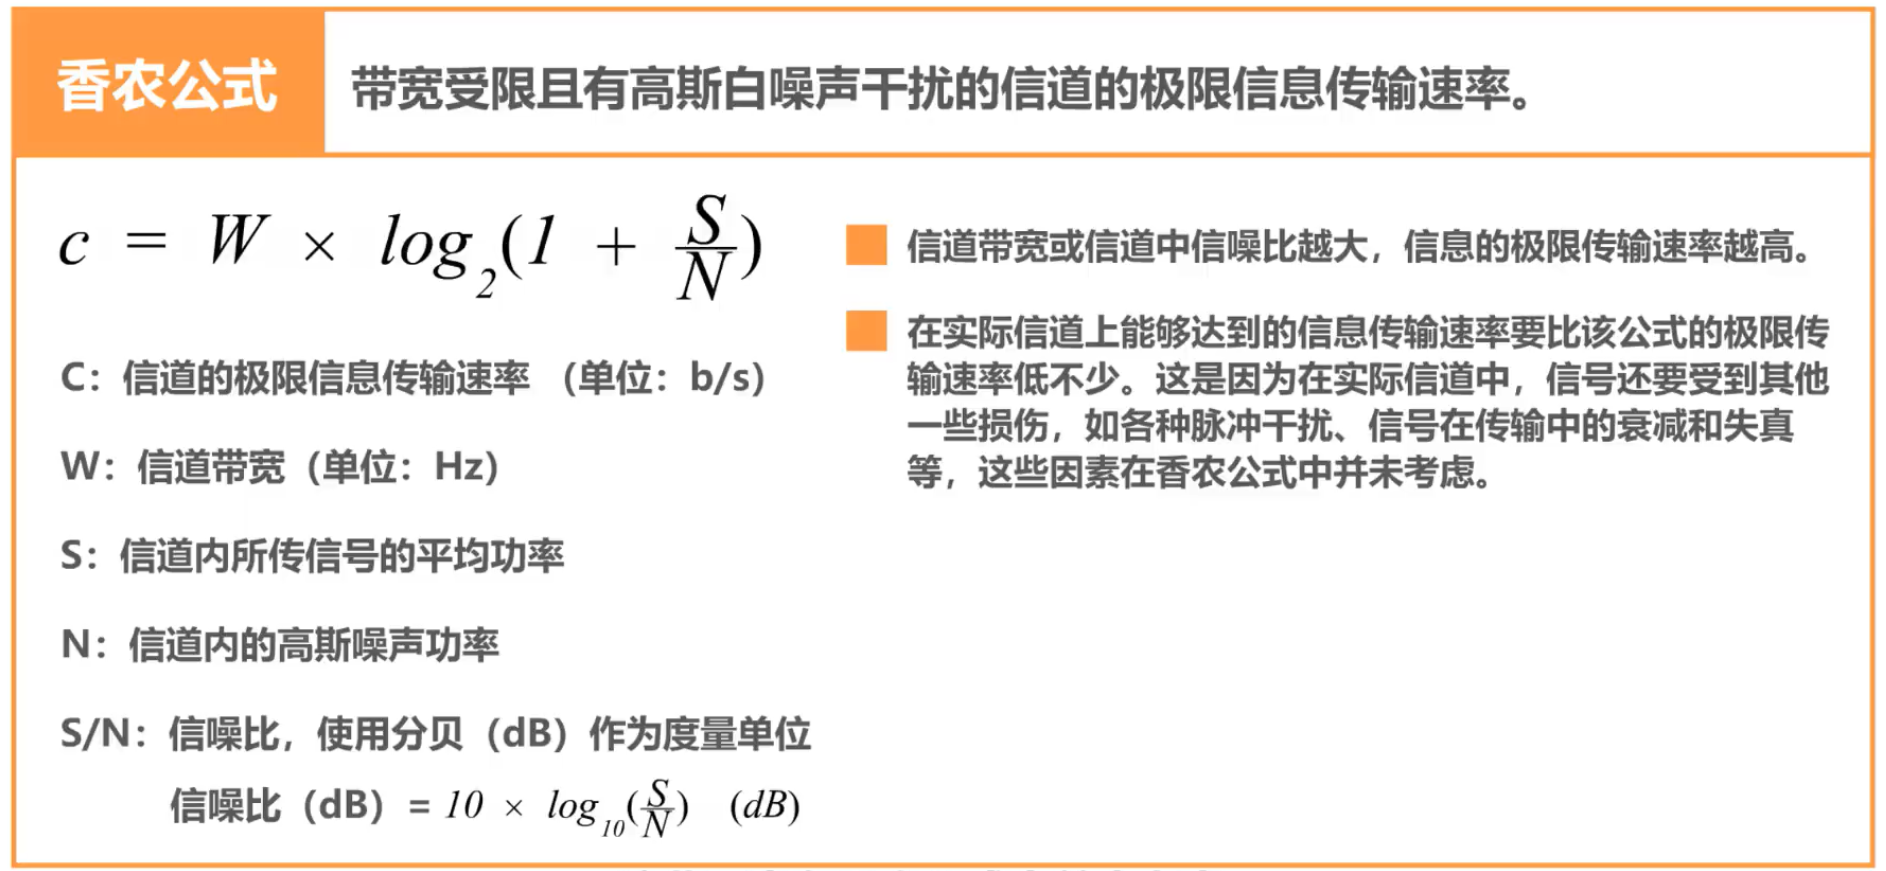 香农公式
带宽受限且有高斯白噪声干扰的信道的极限信息传输速率。
c = W × log₂(1 + S/N)
C：信道的极限信息传输速率 （单位：b/s）
W：信道带宽（单位：Hz）
S：信道内所传信号的平均功率
N：信道内的高斯噪声功率
S/N：信噪比，使用分贝（dB）作为度量单位
信噪比（dB）= 10 × log₁₀(S/N) (dB)
信道带宽或信道中信噪比越大，信息的极限传输速率越高。
在实际信道上能够达到的信息传输速率要比该公式的极限传
输速率低不少。这是因为在实际信道中，信号还要受到其他
一些损伤，如各种脉冲干扰、信号在传输中的衰减和失真
等，这些因素在香农公式中并未考虑。